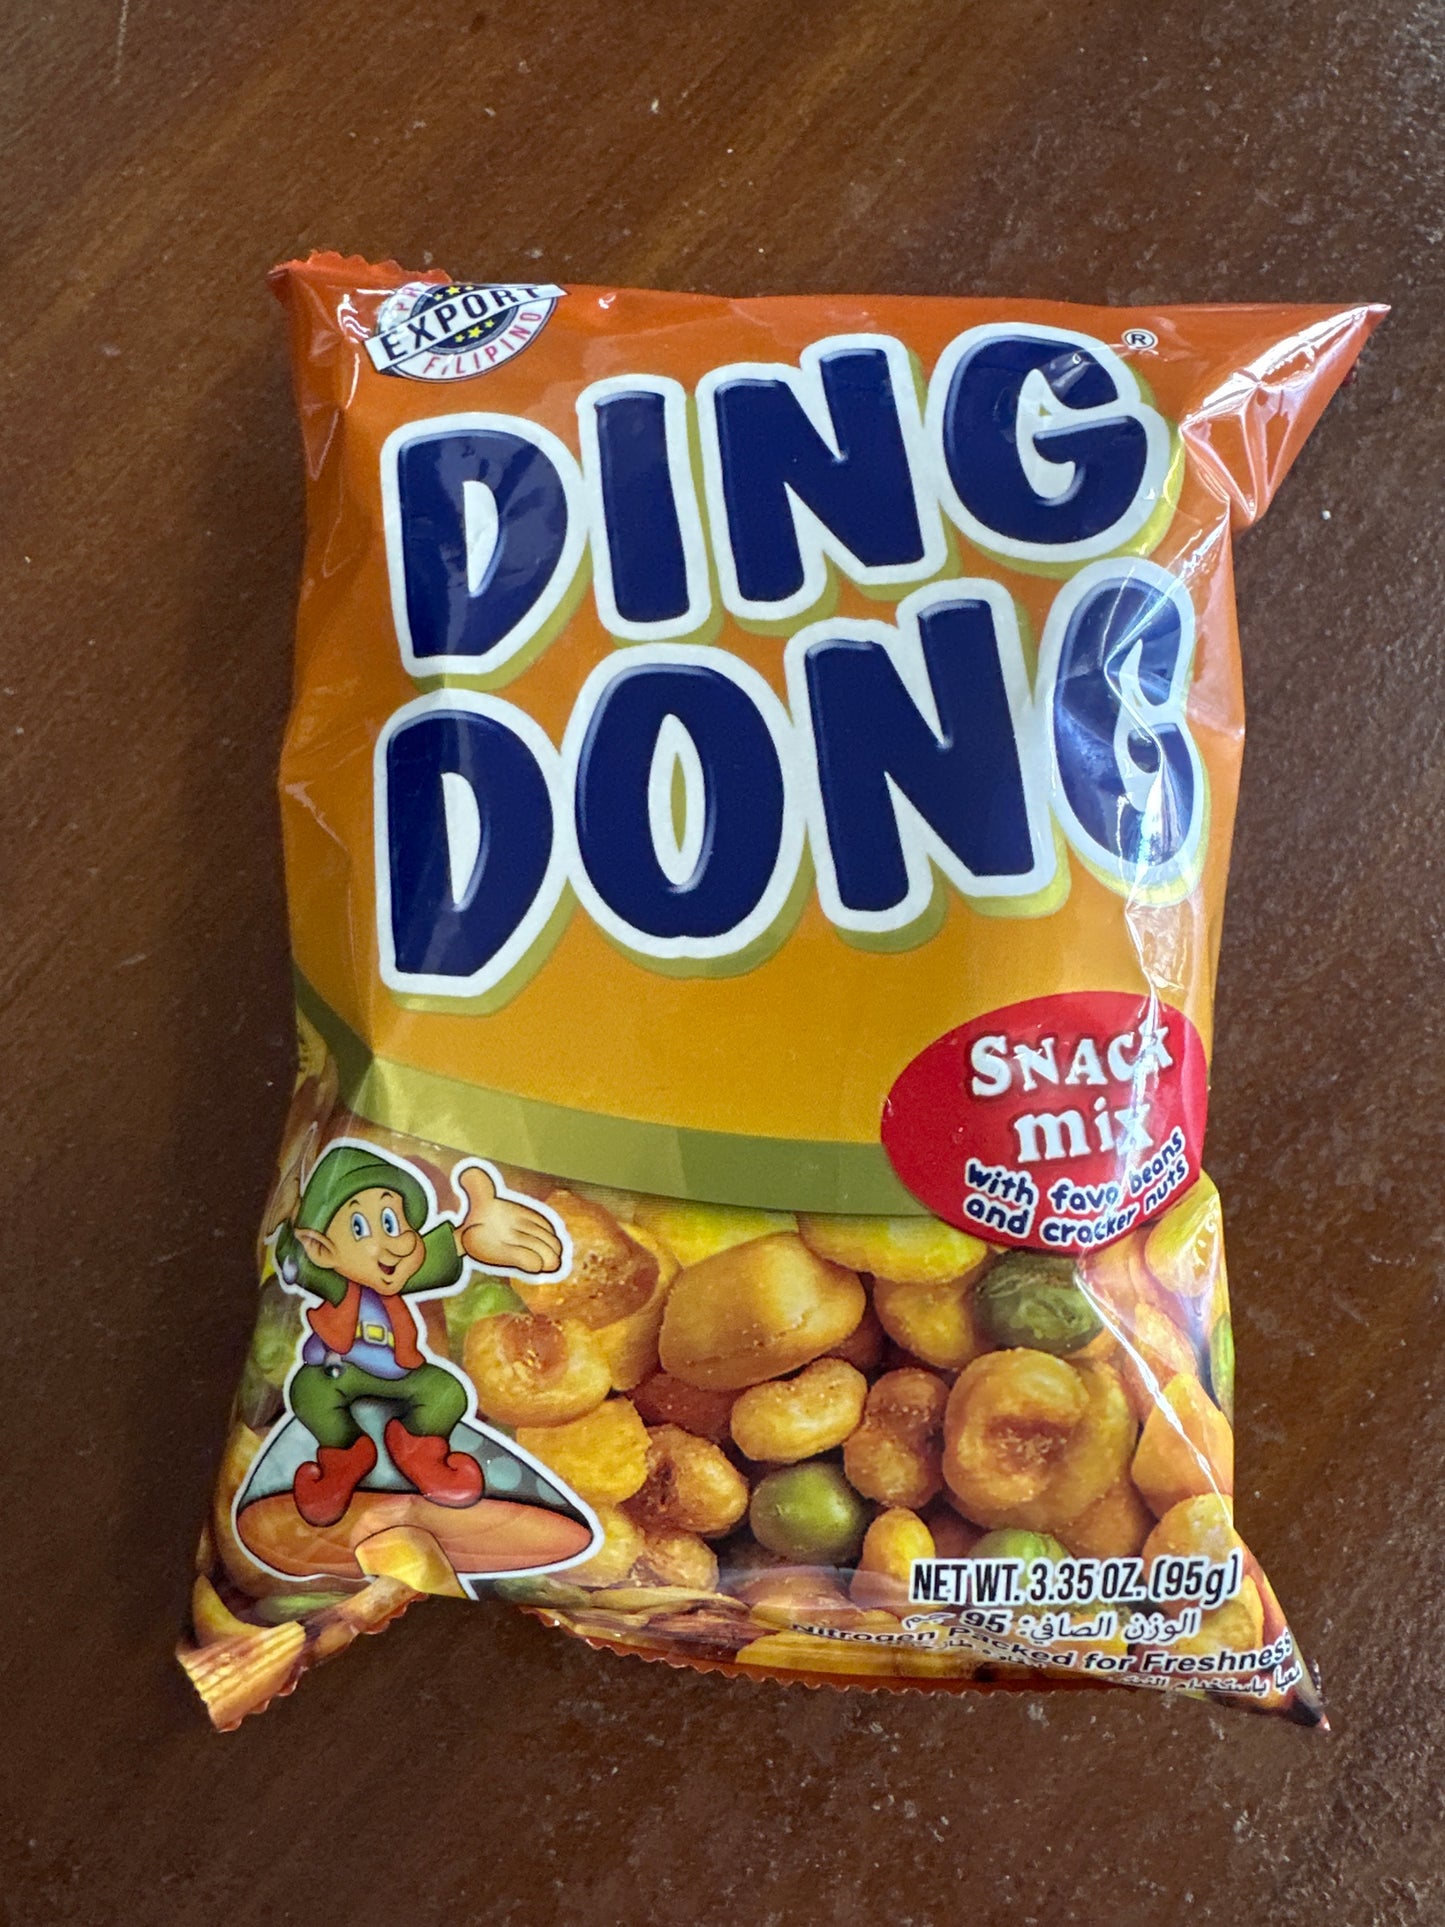 EXPORT
FILIPINO
DING
DONG
®
SNACK
mix
with fava beans
and cracker nuts
NET WT. 3.35 OZ. (95g)
الوزن الصافي: 95 جم
Nitrogen Packed for Freshness